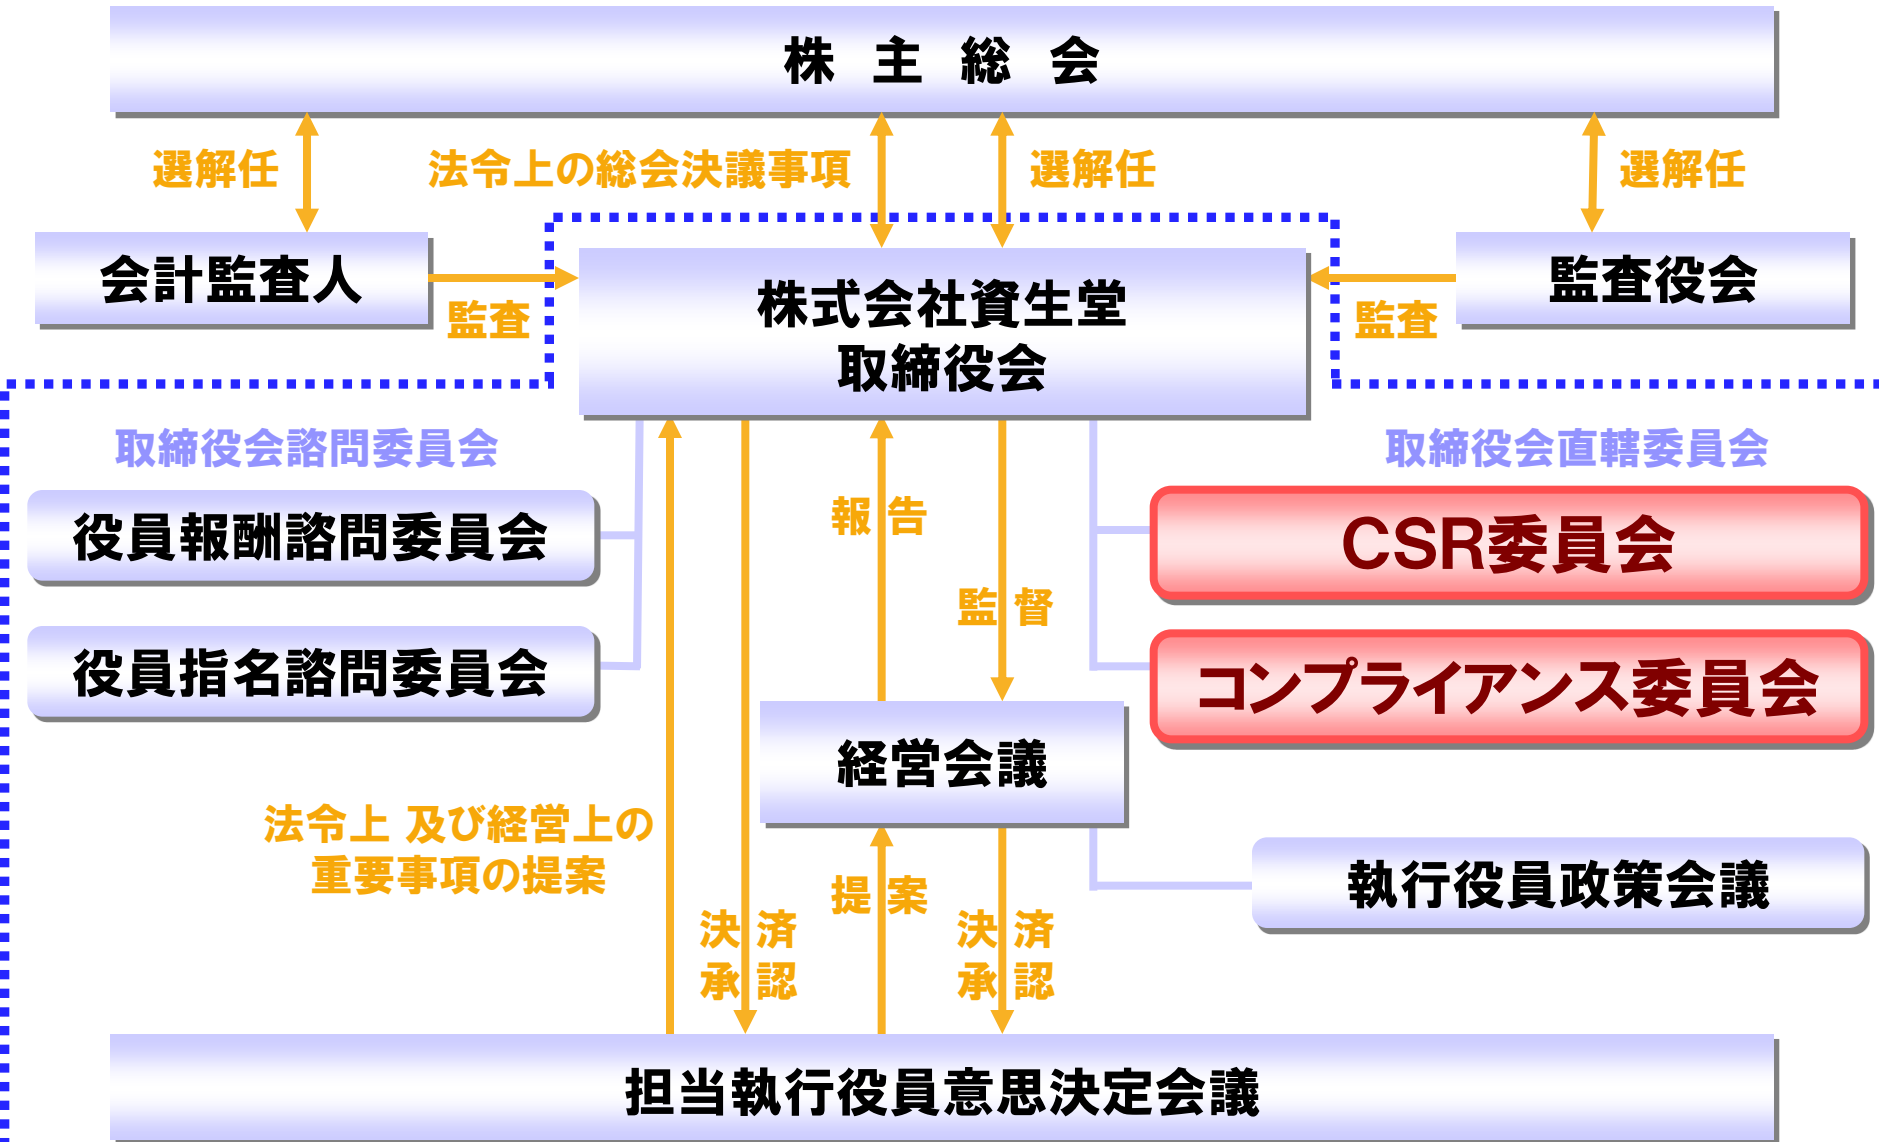 株 主 総 会
選解任
法令上の総会決議事項
選解任
選解任
会計監査人
監査
株式会社資生堂
取締役会
監査
監査役会
取締役会諮問委員会
取締役会直轄委員会
役員報酬諮問委員会
報 告
CSR委員会
監 督
役員指名諮問委員会
コンプライアンス委員会
経営会議
法令上 及び経営上の
重要事項の提案
提 案
執行役員政策会議
決 済
承 認
決 済
承 認
担当執行役員意思決定会議